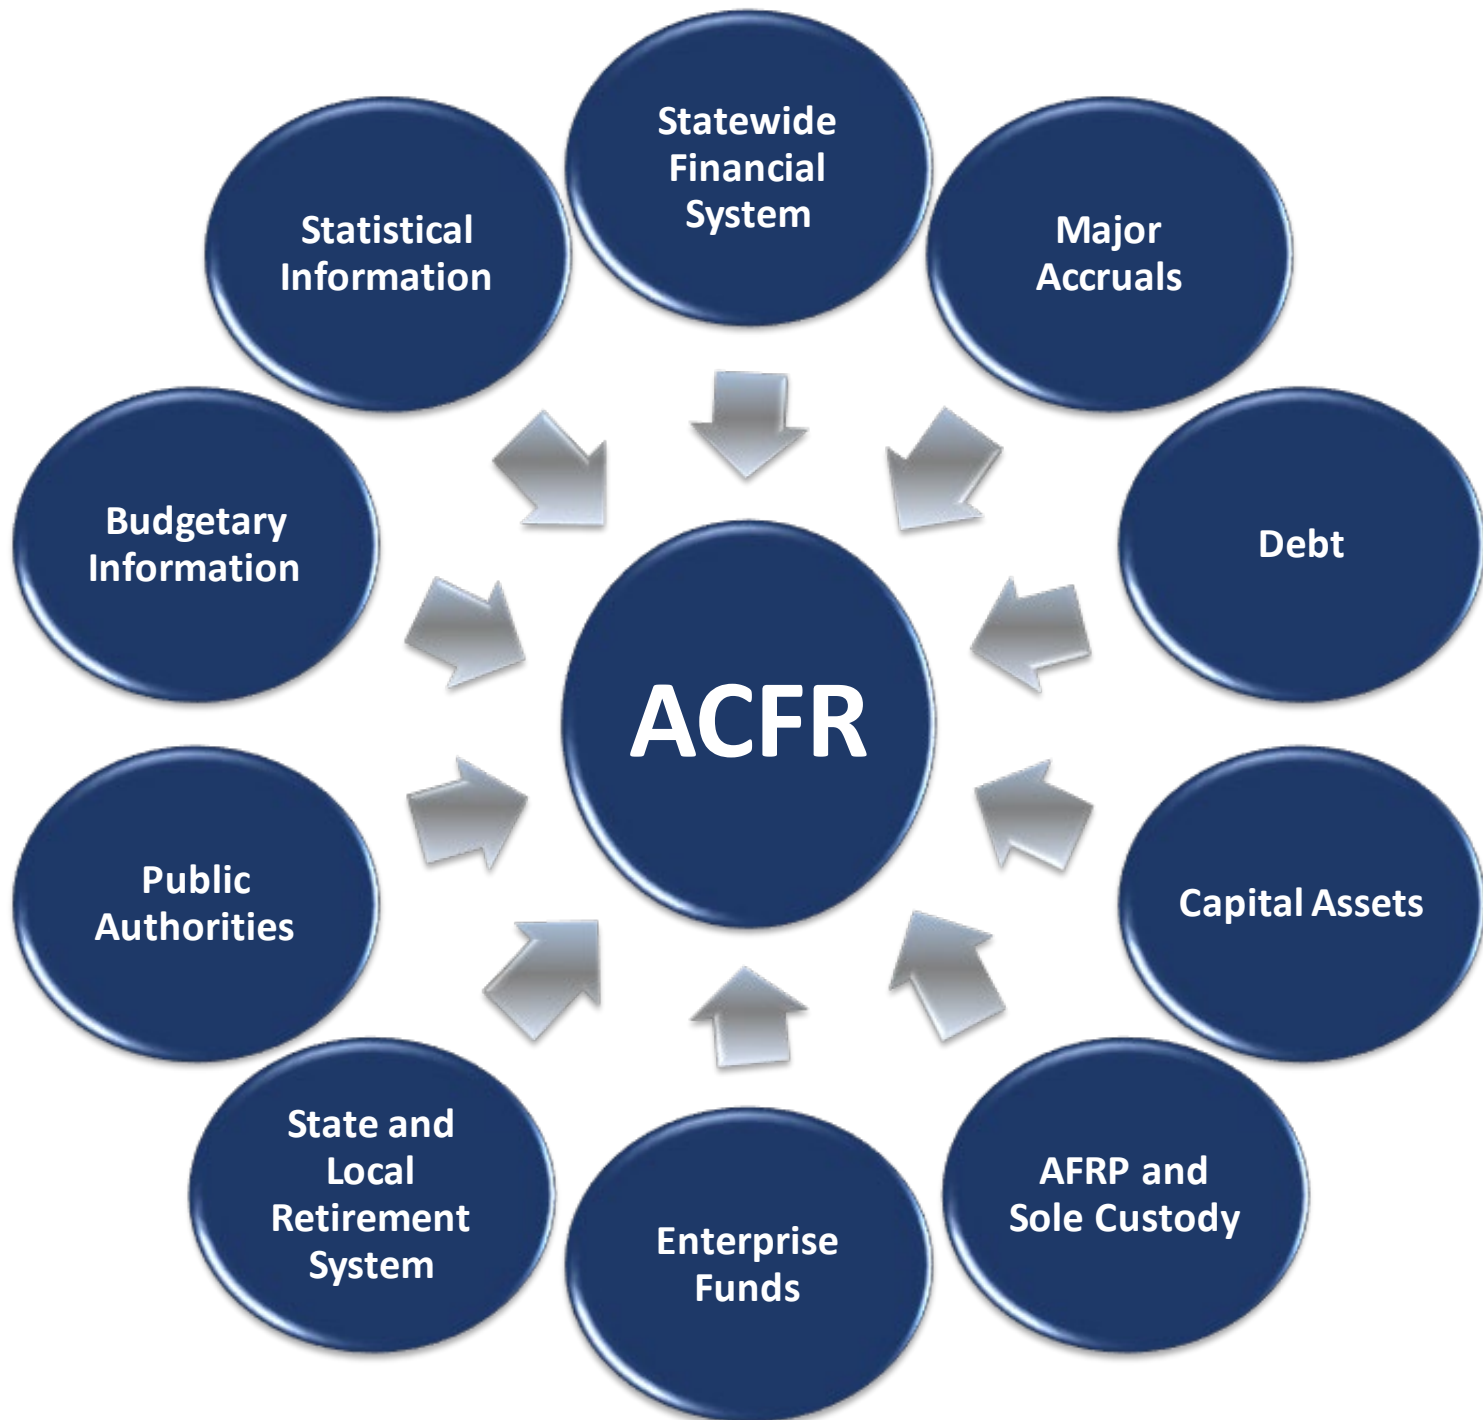 Statewide
Financial
System
Major
Accruals
Debt
Capital Assets
AFRP and
Sole Custody
Enterprise
Funds
State and
Local
Retirement
System
Public
Authorities
Budgetary
Information
Statistical
Information
ACFR